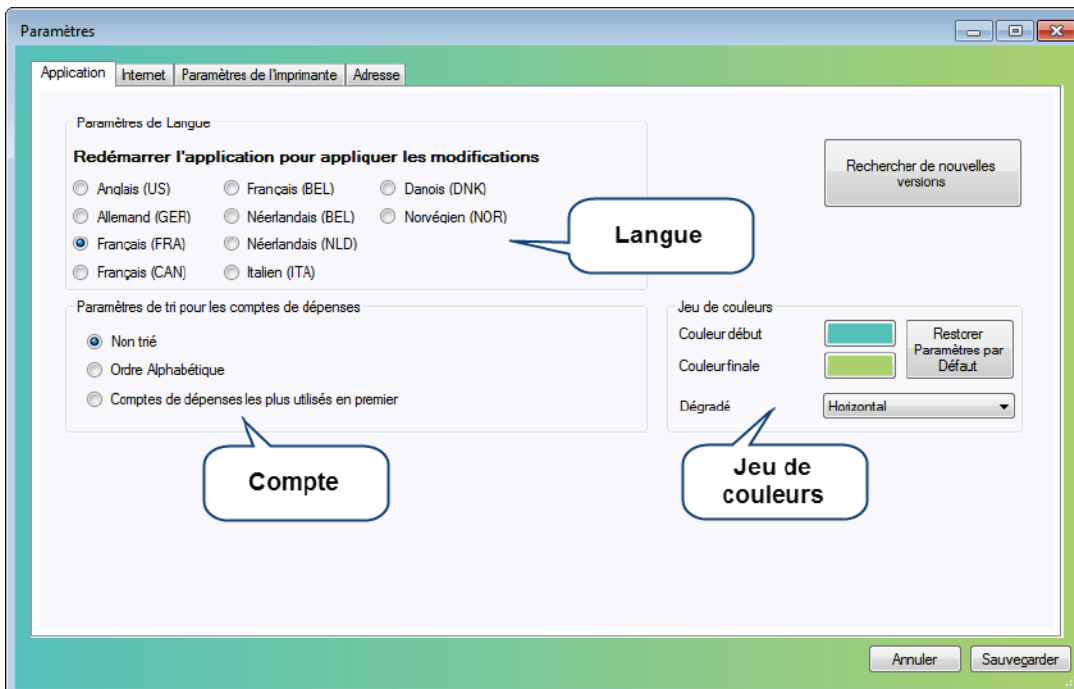 Paramètres
Application Internet Paramètres de l'imprimante Adresse
Paramètres de Langue
Redémarrer l'application pour appliquer les modifications
Anglais (US) Français (BEL) Danois (DNK)
Allemand (GER) Néerlandais (BEL) Norvégien (NOR)
Français (FRA) Néerlandais (NLD)
Français (CAN) Italien (ITA)
Langue
Rechercher de nouvelles
versions
Paramètres de tri pour les comptes de dépenses
Non trié
Ordre Alphabétique
Comptes de dépenses les plus utilisés en premier
Compte
Jeu de couleurs
Couleur début
Couleur finale
Restorer
Paramètres par
Défaut
Dégradé Horizontal
Jeu de
couleurs
Annuler Sauvegarder